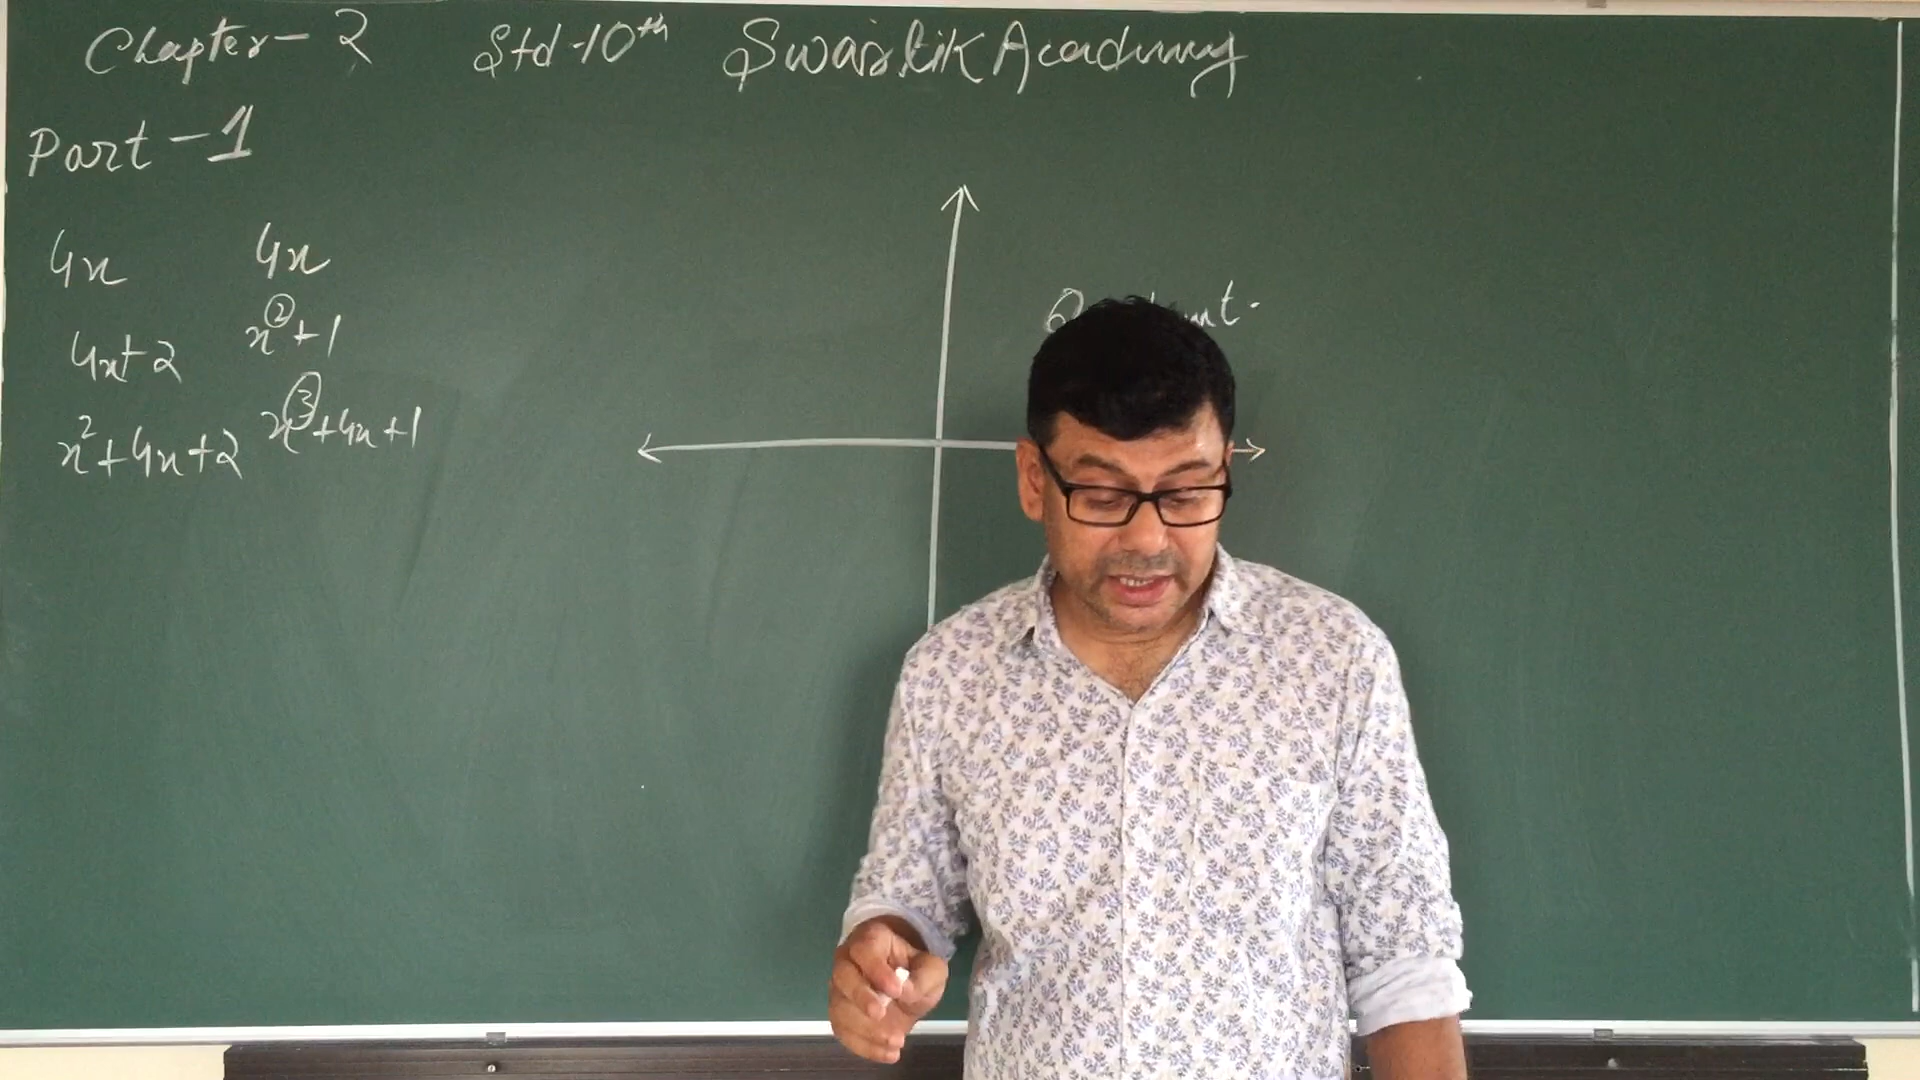 Chapter - 2 Std - 10th Swastik Academy
Part - 1
4x 4x
4x+2 x²+1
x²+4x+2 x³+4x+1